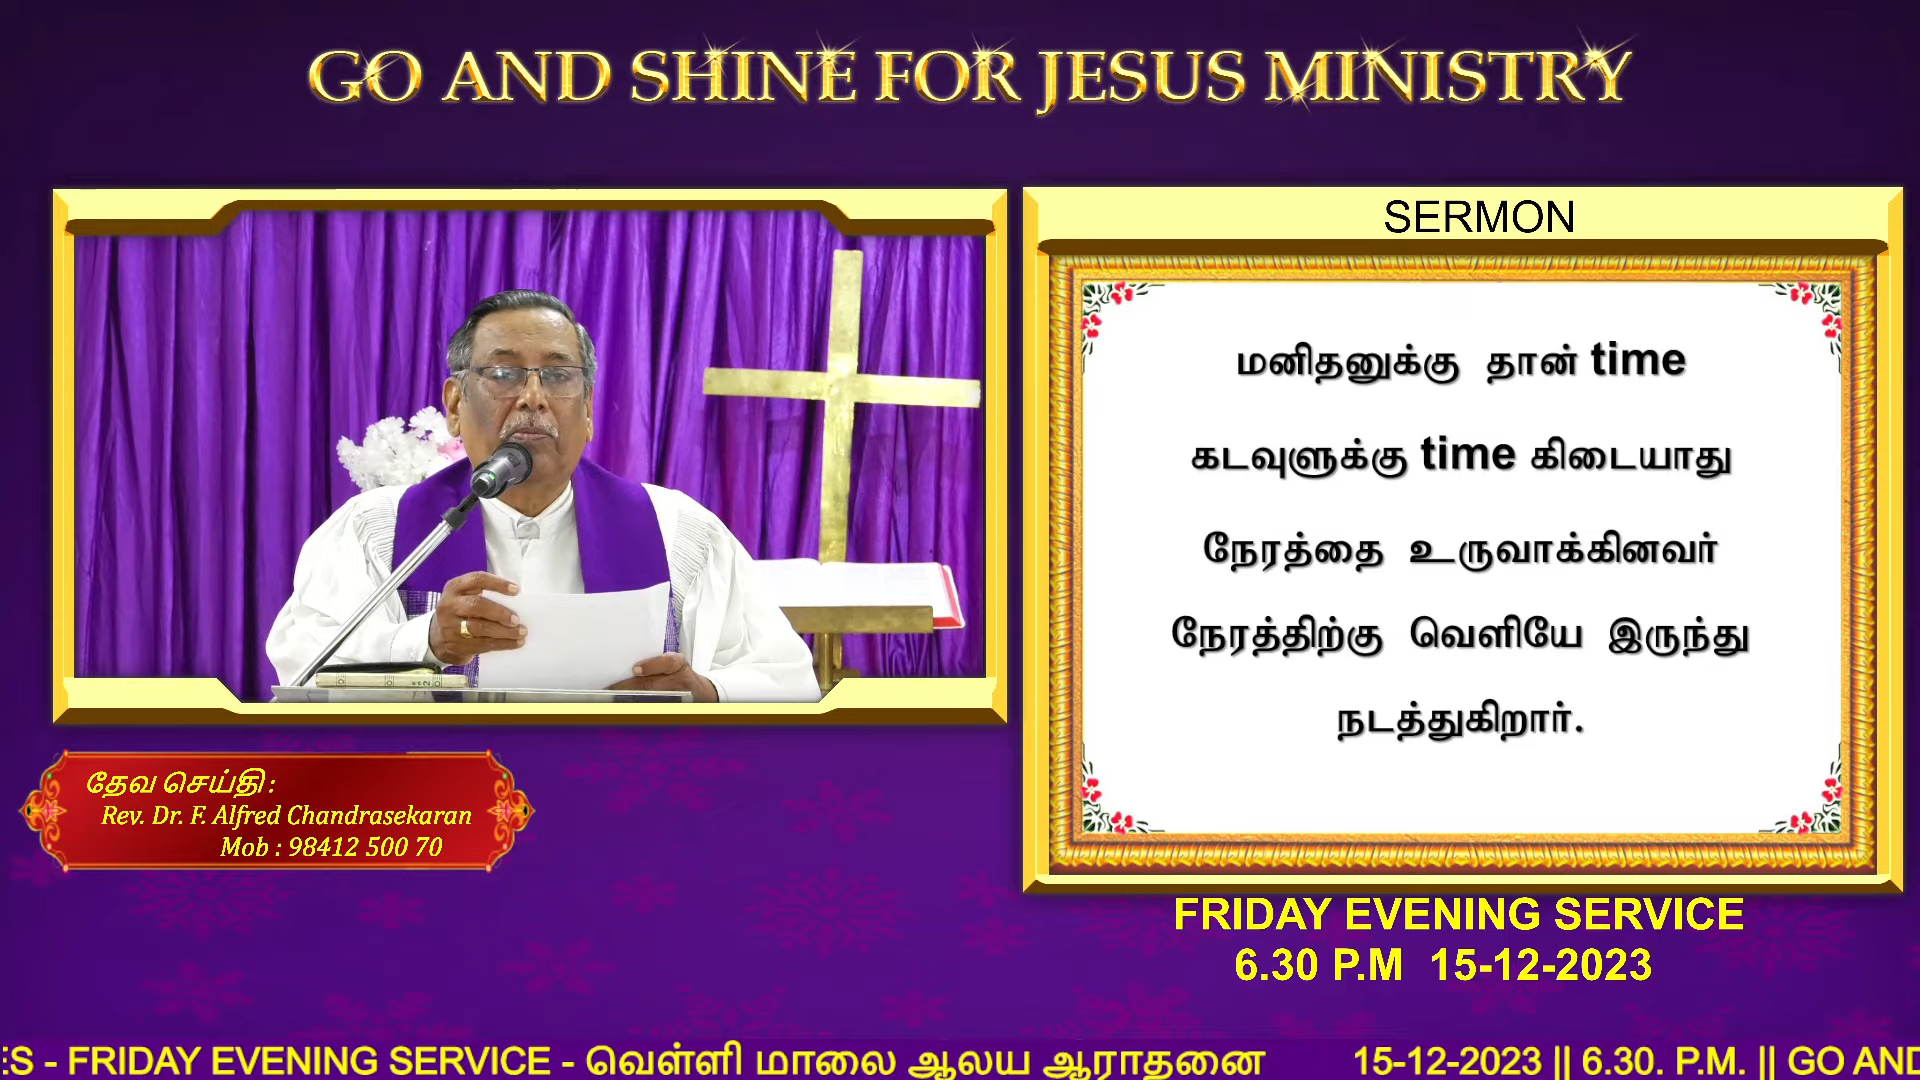 GO AND SHINE FOR JESUS MINISTRY
SERMON
மனிதனுக்கு தான் time
கடவுளுக்கு time கிடையாது
நேரத்தை உருவாக்கினவர்
நேரத்திற்கு வெளியே இருந்து
நடத்துகிறார்.
தேவ செய்தி :
Rev. Dr. F. Alfred Chandrasekaran
Mob : 98412 500 70
FRIDAY EVENING SERVICE
6.30 P.M 15-12-2023
ES - FRIDAY EVENING SERVICE - வெள்ளி மாலை ஆலய ஆராதனை 15-12-2023 || 6.30. P.M. || GO AND